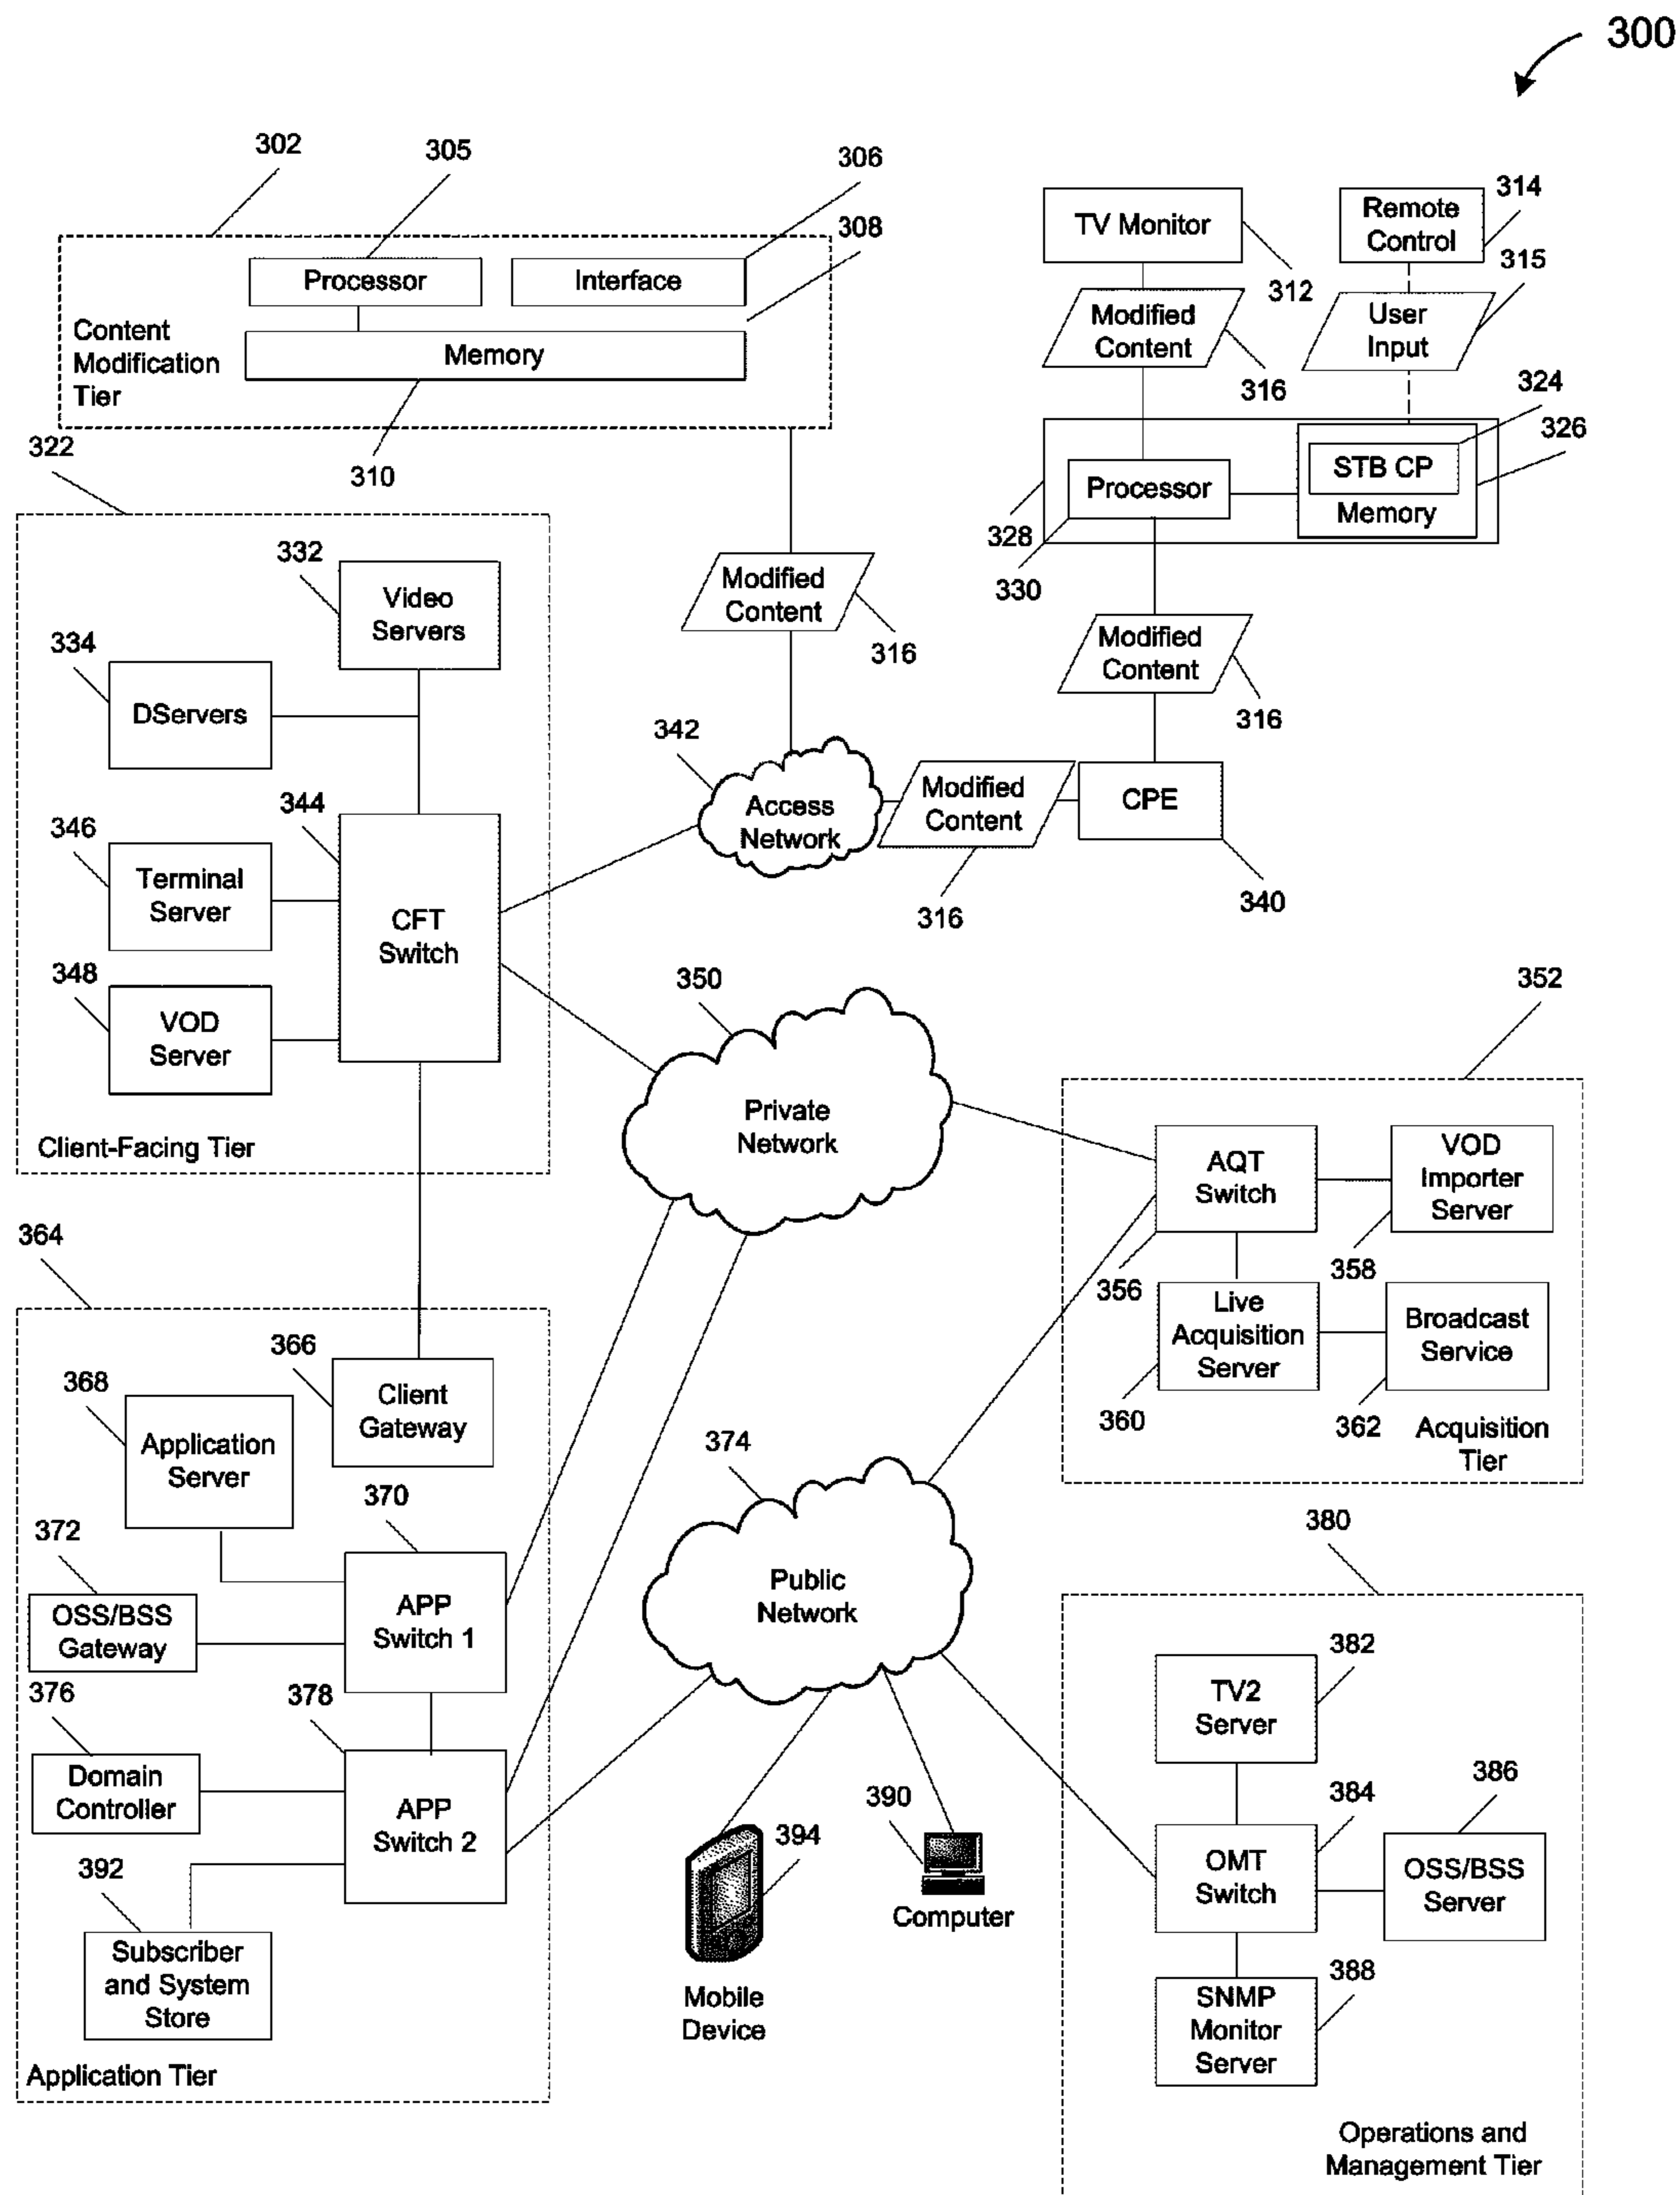 300
302
305
306
308
Processor
Interface
Content
Modification
Tier
Memory
310
TV Monitor
312
Remote
Control
314
315
Modified
Content
316
User
Input
324
326
STB CP
Processor
Memory
328
330
322
332
Video
Servers
334
DServers
Modified
Content
316
Modified
Content
316
342
Access
Network
Modified
Content
316
CPE
340
344
346
Terminal
Server
CFT
Switch
348
VOD
Server
Client-Facing Tier
350
Private
Network
352
AQT
Switch
VOD
Importer
Server
356
358
Live
Acquisition
Server
Broadcast
Service
360
362
Acquisition
Tier
364
366
368
Client
Gateway
Application
Server
370
372
APP
Switch 1
OSS/BSS
Gateway
374
Public
Network
376
378
Domain
Controller
APP
Switch 2
392
Subscriber
and System
Store
Application Tier
394
Mobile
Device
390
Computer
380
382
TV2
Server
384
386
OMT
Switch
OSS/BSS
Server
388
SNMP
Monitor
Server
Operations and
Management Tier